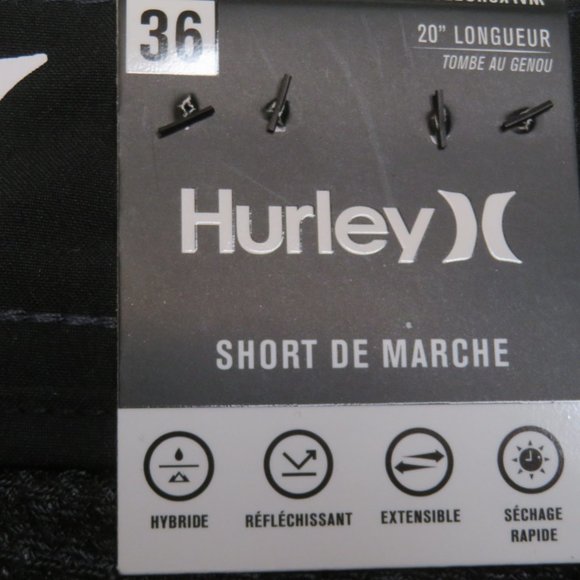 36
20" LONGUEUR
TOMBE AU GENOU
Hurley
SHORT DE MARCHE
HYBRIDE
RÉFLÉCHISSANT
EXTENSIBLE
SÉCHAGE
RAPIDE